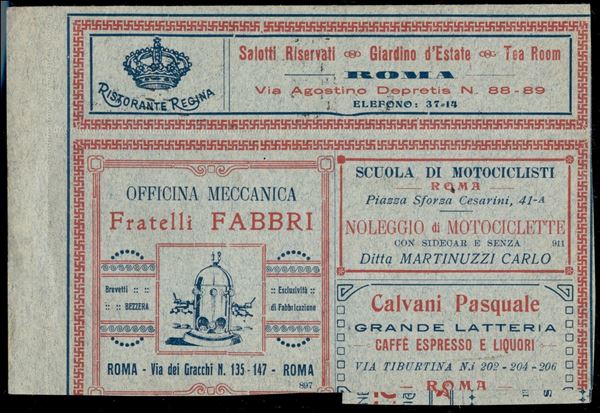 RISTORANTE REGINA
Salotti Riservati Giardino d'Estate Tea Room
ROMA
Via Agostino Depretis N. 88-89
ELEFONO: 37-14
OFFICINA MECCANICA
Fratelli FABBRI
Brevetti :: ::
:: :: BEZZERA
:: :: Esclusività
di Fabbricazione
ROMA - Via dei Gracchi N. 135-147 - ROMA
897
SCUOLA DI MOTOCICLISTI
ROMA
Piazza Sforza Cesarini, 41-A
NOLEGGIO di MOTOCICLETTE
CON SIDECAR E SENZA 911
Ditta MARTINUZZI CARLO
Calvani Pasquale
GRANDE LATTERIA
CAFFÈ ESPRESSO E LIQUORI
VIA TIBURTINA N.i 202-204-206
ROMA